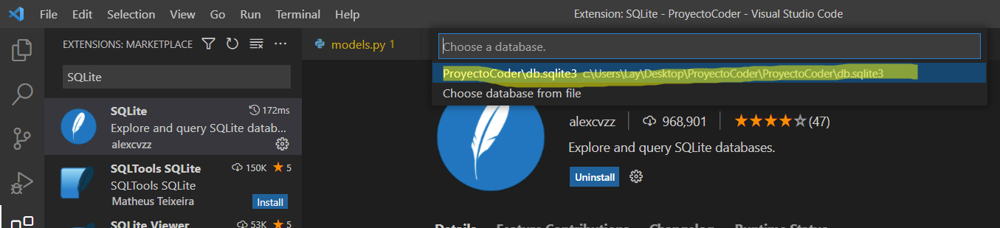 File Edit Selection View Go Run Terminal Help Extension: SQLite - ProyectoCoder - Visual Studio Code
EXTENSIONS: MARKETPLACE
SQLite
SQLite 172ms
Explore and query SQLite datab...
alexcvzz
SQLTools SQLite 150K 5
SQLTools SQLite
Matheus Teixeira Install
SQLite Viewer 53K 5
models.py 1
Choose a database.
ProyectoCoder\db.sqlite3 c:\Users\Lay\Desktop\ProyectoCoder\ProyectoCoder\db.sqlite3
Choose database from file
alexcvzz 968,901 (47)
Explore and query SQLite databases.
Uninstall
Details Feature Contributions Changelog Runtime Status